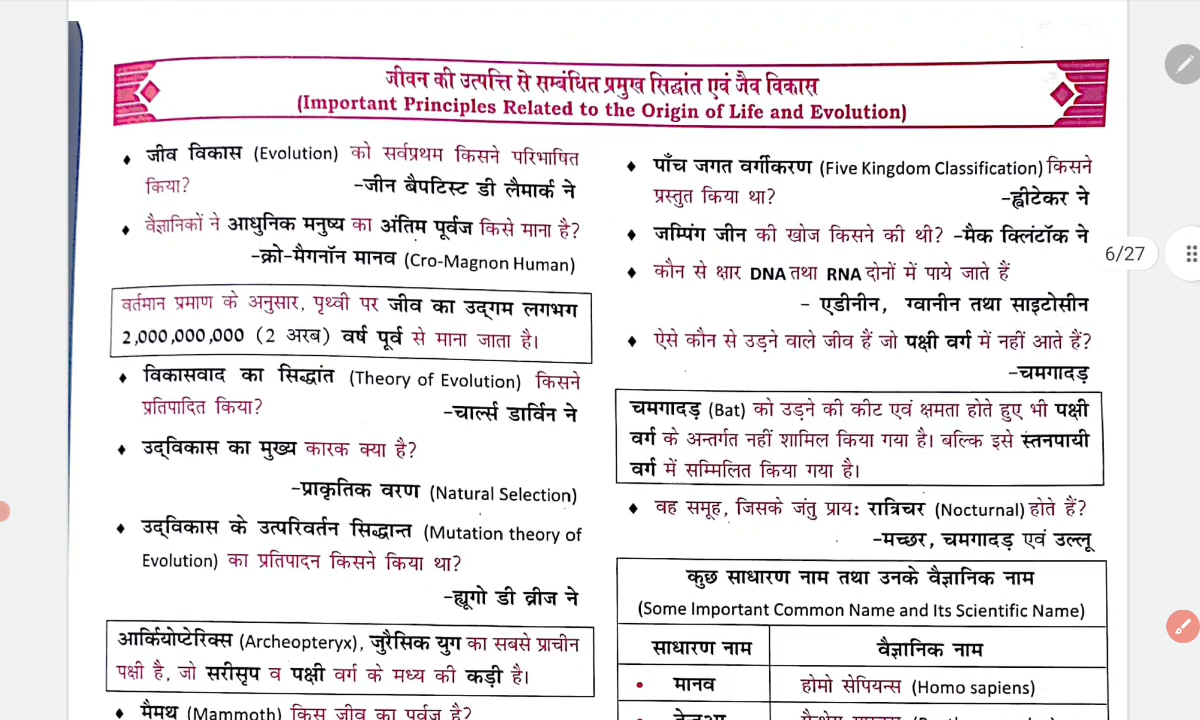 जीवन की उत्पत्ति से सम्बंधित प्रमुख सिद्धांत एवं जैव विकास
(Important Principles Related to the Origin of Life and Evolution)
♦ जीव विकास (Evolution) को सर्वप्रथम किसने परिभाषित
किया? -जीन बैपटिस्ट डी लैमार्क ने
♦ वैज्ञानिकों ने आधुनिक मनुष्य का अंतिम पूर्वज किसे माना है?
-क्रो-मैगनॉन मानव (Cro-Magnon Human)
वर्तमान प्रमाण के अनुसार, पृथ्वी पर जीव का उद्गम लगभग
2,000,000,000 (2 अरब) वर्ष पूर्व से माना जाता है।
♦ विकासवाद का सिद्धांत (Theory of Evolution) किसने
प्रतिपादित किया? -चार्ल्स डार्विन ने
♦ उद्विकास का मुख्य कारक क्या है?
-प्राकृतिक वरण (Natural Selection)
♦ उद्विकास के उत्परिवर्तन सिद्धान्त (Mutation theory of
Evolution) का प्रतिपादन किसने किया था?
-ह्यूगो डी व्रीज ने
आर्कियोप्टेरिक्स (Archeopteryx), जुरैसिक युग का सबसे प्राचीन
पक्षी है, जो सरीसृप व पक्षी वर्ग के मध्य की कड़ी है।
♦ मैमथ (Mammoth) किस जीव का पूर्वज है?
♦ पाँच जगत वर्गीकरण (Five Kingdom Classification) किसने
प्रस्तुत किया था? -ह्वीटेकर ने
♦ जम्पिंग जीन की खोज किसने की थी? -मैक क्लिंटॉक ने
♦ कौन से क्षार DNA तथा RNA दोनों में पाये जाते हैं
- एडीनीन, ग्वानीन तथा साइटोसीन
♦ ऐसे कौन से उड़ने वाले जीव हैं जो पक्षी वर्ग में नहीं आते हैं?
-चमगादड़
चमगादड़ (Bat) को उड़ने की कीट एवं क्षमता होते हुए भी पक्षी
वर्ग के अन्तर्गत नहीं शामिल किया गया है। बल्कि इसे स्तनपायी
वर्ग में सम्मिलित किया गया है।
♦ वह समूह, जिसके जंतु प्राय: रात्रिचर (Nocturnal) होते हैं?
-मच्छर, चमगादड़ एवं उल्लू
कुछ साधारण नाम तथा उनके वैज्ञानिक नाम
(Some Important Common Name and Its Scientific Name)
साधारण नाम वैज्ञानिक नाम
• मानव होमो सेपियन्स (Homo sapiens)
6/27